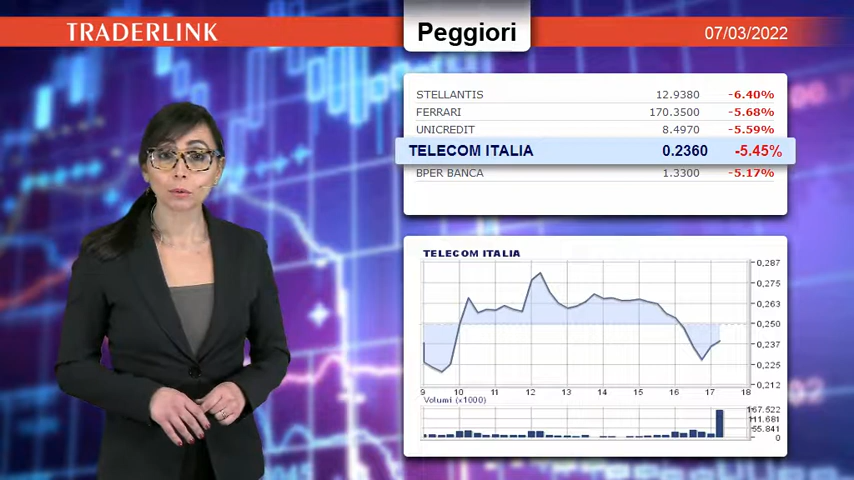 TRADERLINK
Peggiori
07/03/2022
STELLANTIS 12.9380 -6.40%
FERRARI 170.3500 -5.68%
UNICREDIT 8.4970 -5.59%
TELECOM ITALIA 0.2360 -5.45%
BPER BANCA 1.3300 -5.17%
TELECOM ITALIA
0,287
0,275
0,263
0,250
0,237
0,225
0,212
9 10 11 12 13 14 15 16 17 18
Volumi (x1000)
167.522
111.681
55.841
0